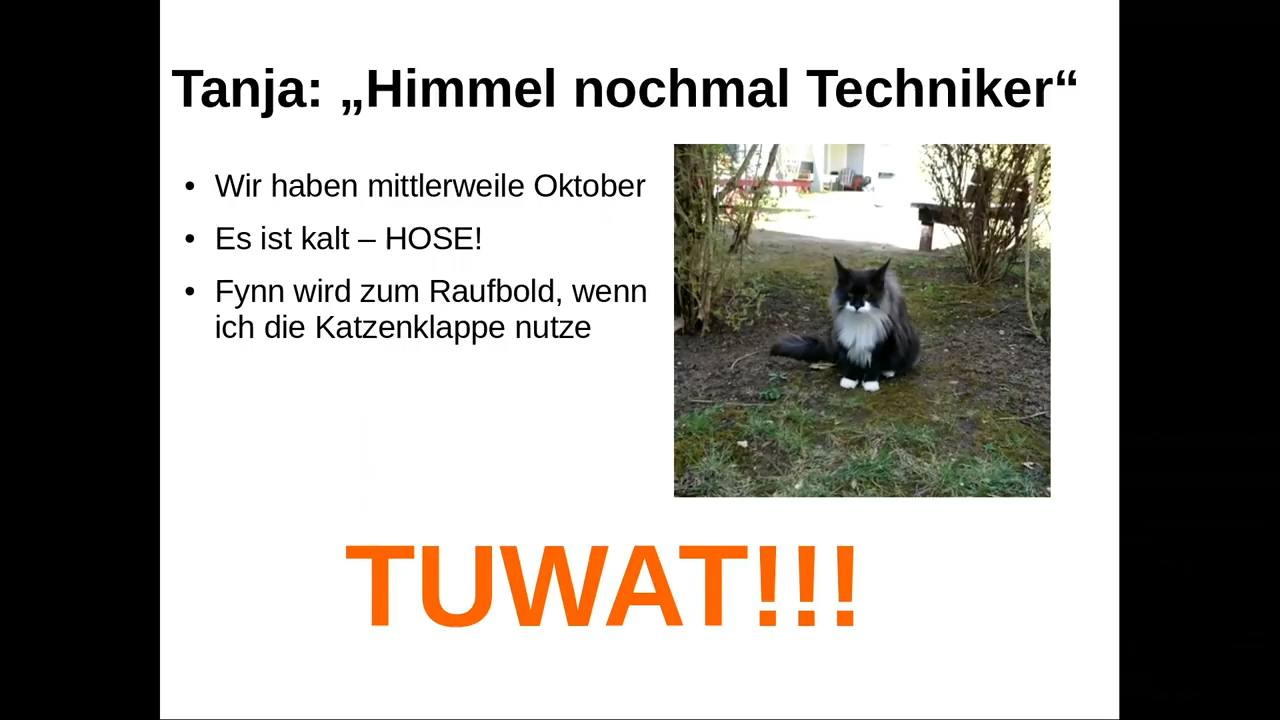 Tanja: „Himmel nochmal Techniker“
• Wir haben mittlerweile Oktober
• Es ist kalt – HOSE!
• Fynn wird zum Raufbold, wenn
ich die Katzenklappe nutze
TUWAT!!!